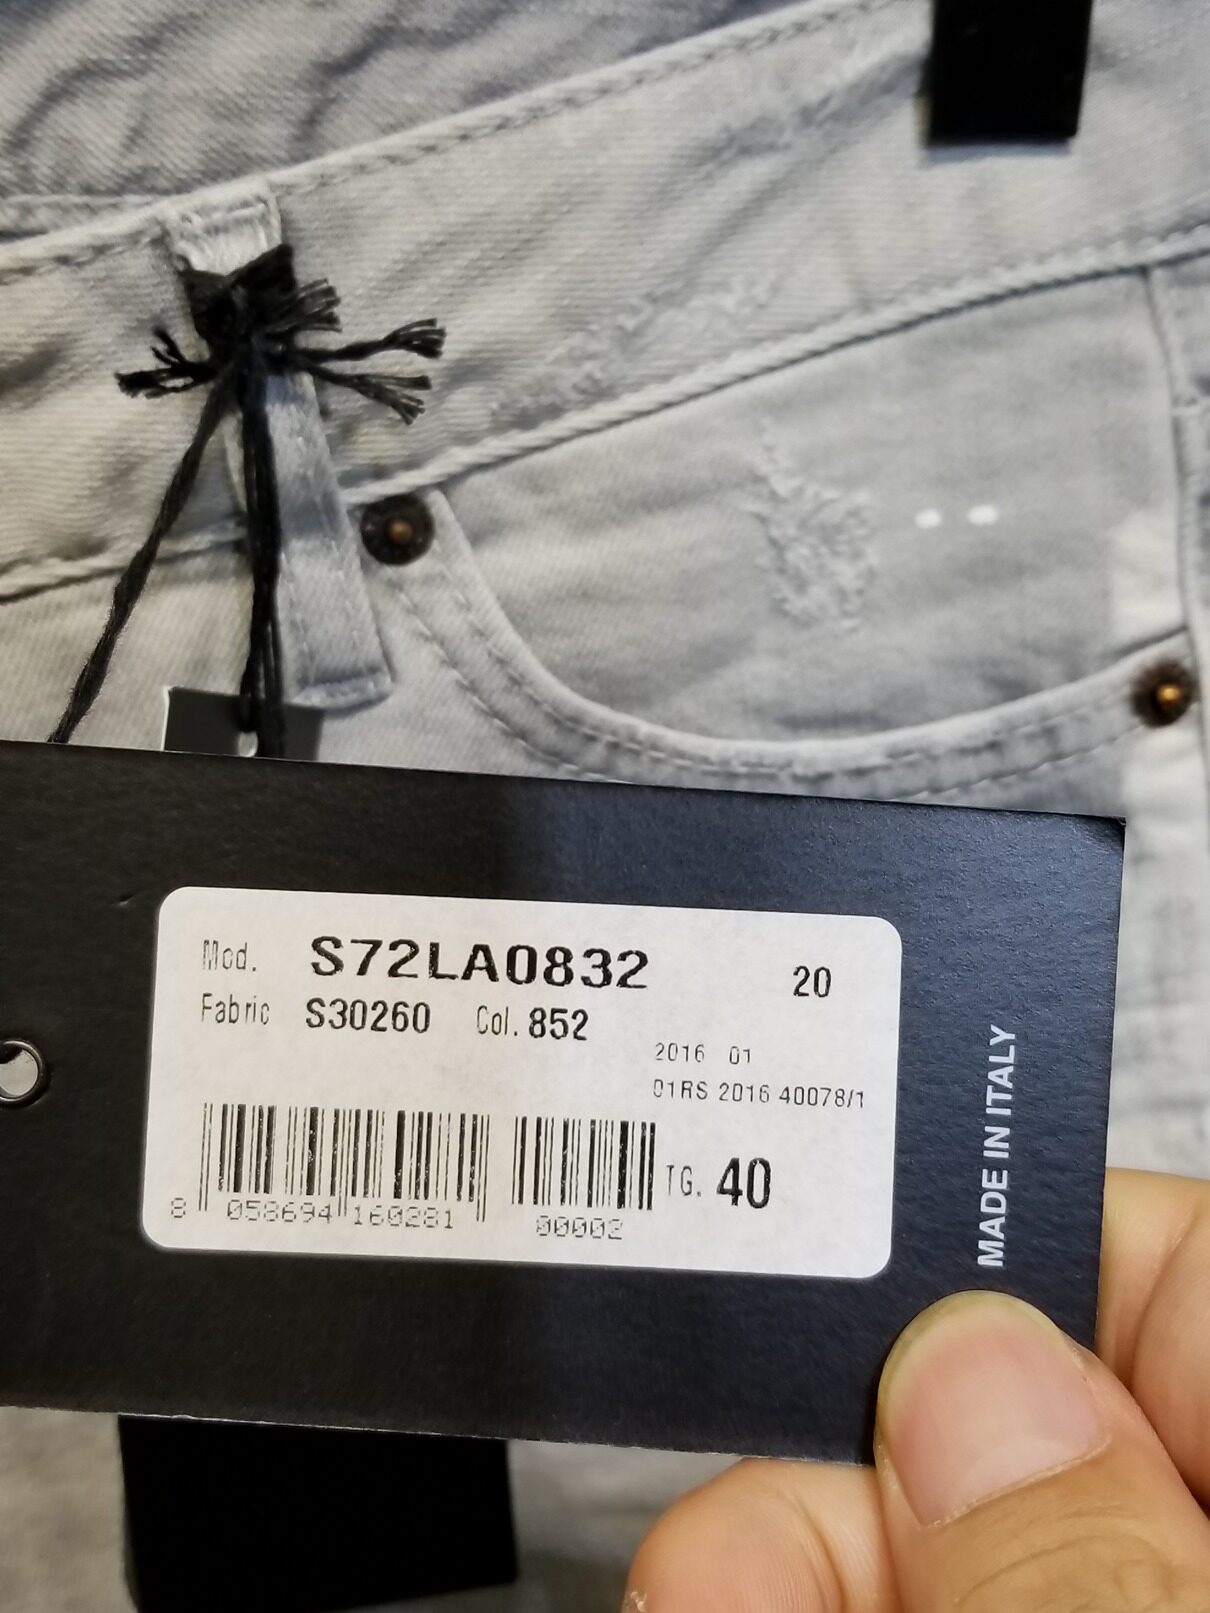 Mod. S72LA0832 20
Fabric S30260 Col. 852
2016 01
01RS 2016 40078/1
TG. 40
8 058694 160281 00002
MADE IN ITALY